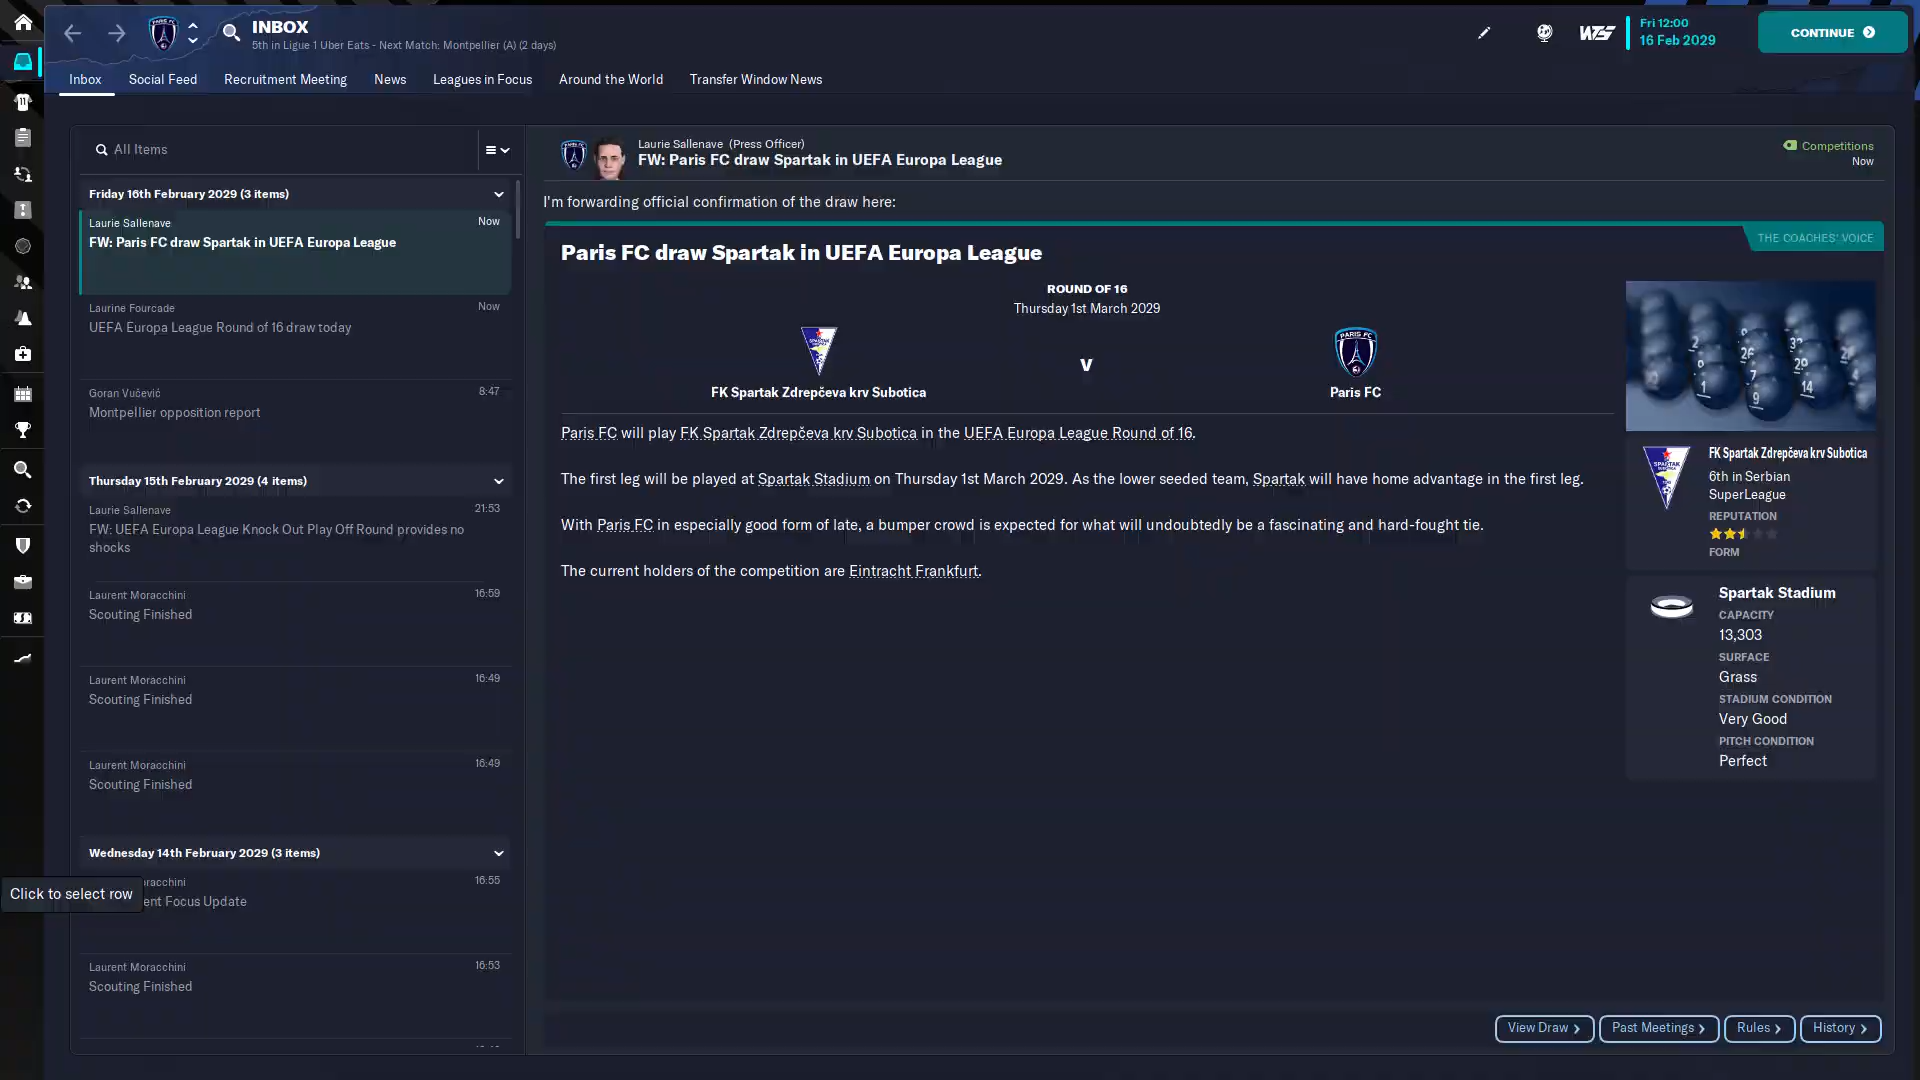 INBOX
5th in Ligue 1 Uber Eats - Next Match: Montpellier (A) (2 days)
Fri 12:00
16 Feb 2029
CONTINUE
Inbox
Social Feed
Recruitment Meeting
News
Leagues in Focus
Around the World
Transfer Window News
All Items
Friday 16th February 2029 (3 items)
Laurie Sallenave
Now
FW: Paris FC draw Spartak in UEFA Europa League
Laurine Fourcade
Now
UEFA Europa League Round of 16 draw today
Goran Vučević
8:47
Montpellier opposition report
Thursday 15th February 2029 (4 items)
Laurie Sallenave
21:53
FW: UEFA Europa League Knock Out Play Off Round provides no
shocks
Laurent Moracchini
16:59
Scouting Finished
Laurent Moracchini
16:49
Scouting Finished
Laurent Moracchini
16:49
Scouting Finished
Wednesday 14th February 2029 (3 items)
16:55
Focus Update
Click to select row
Laurent Moracchini
16:53
Scouting Finished
Laurie Sallenave (Press Officer)
FW: Paris FC draw Spartak in UEFA Europa League
Competitions
Now
I'm forwarding official confirmation of the draw here:
THE COACHES' VOICE
Paris FC draw Spartak in UEFA Europa League
ROUND OF 16
Thursday 1st March 2029
V
FK Spartak Zdrepčeva krv Subotica
Paris FC
Paris FC will play FK Spartak Zdrepčeva krv Subotica in the UEFA Europa League Round of 16.
The first leg will be played at Spartak Stadium on Thursday 1st March 2029. As the lower seeded team, Spartak will have home advantage in the first leg.
With Paris FC in especially good form of late, a bumper crowd is expected for what will undoubtedly be a fascinating and hard-fought tie.
The current holders of the competition are Eintracht Frankfurt.
FK Spartak Zdrepčeva krv Subotica
6th in Serbian
SuperLeague
REPUTATION
FORM
Spartak Stadium
CAPACITY
13,303
SURFACE
Grass
STADIUM CONDITION
Very Good
PITCH CONDITION
Perfect
View Draw
Past Meetings
Rules
History